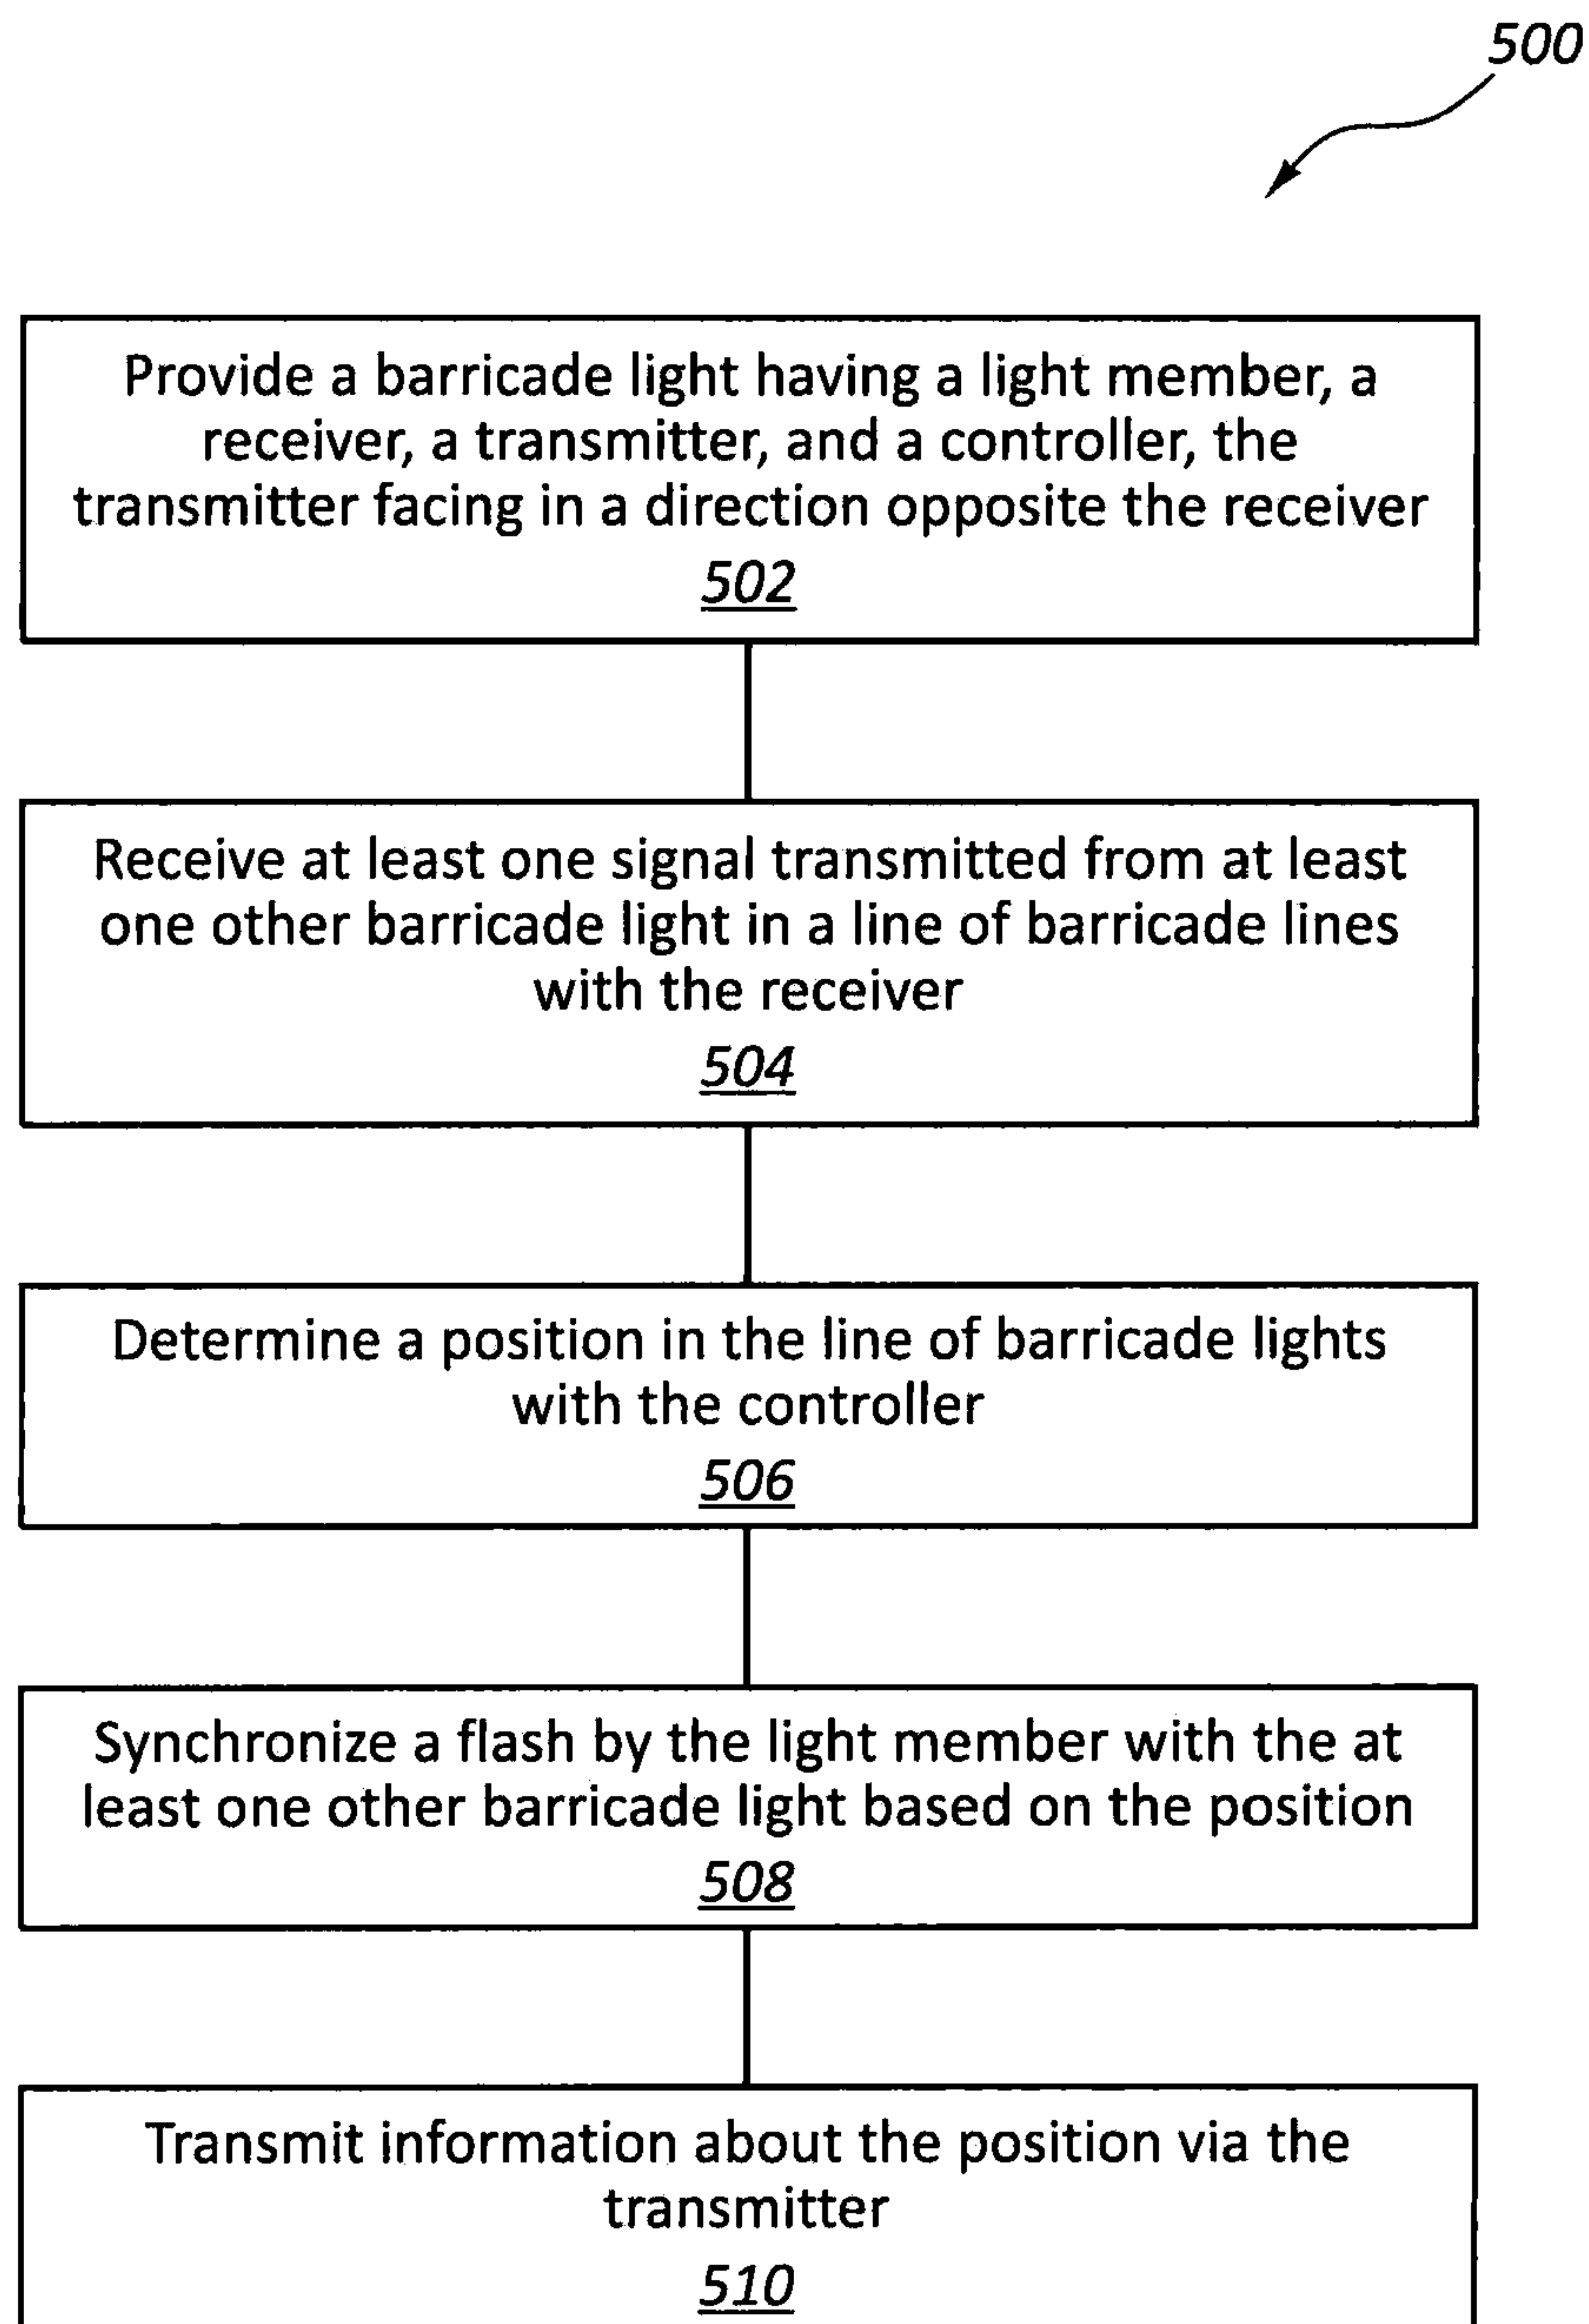 500
Provide a barricade light having a light member, a
receiver, a transmitter, and a controller, the
transmitter facing in a direction opposite the receiver
502
Receive at least one signal transmitted from at least
one other barricade light in a line of barricade lines
with the receiver
504
Determine a position in the line of barricade lights
with the controller
506
Synchronize a flash by the light member with the at
least one other barricade light based on the position
508
Transmit information about the position via the
transmitter
510